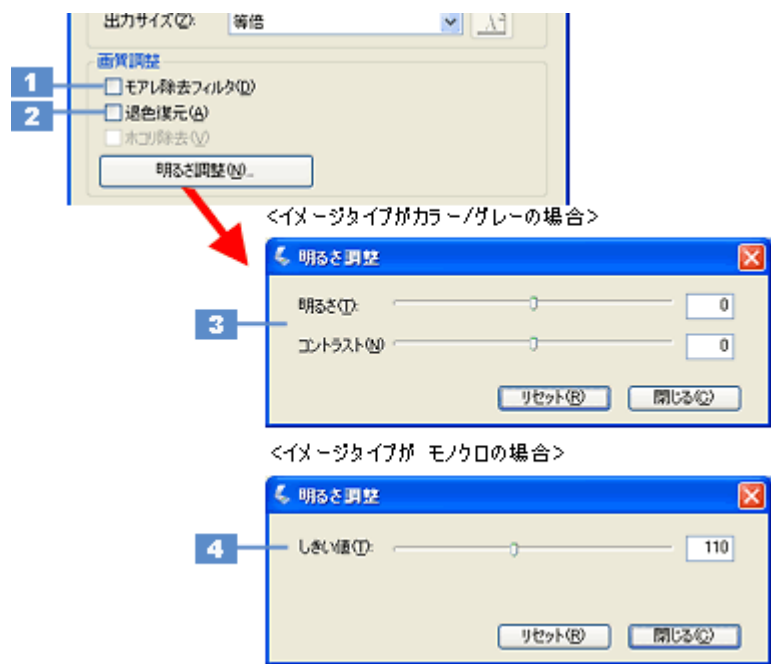 出力サイズ(Z): 等倍
画質調整
1 モアレ除去フィルタ(D)
2 退色復元(A)
ホコリ除去(V)
明るさ調整(N)...
<イメージタイプがカラー/グレーの場合>
明るさ調整
明るさ(T): 0
3
コントラスト(N) 0
リセット(R) 閉じる(C)
<イメージタイプが モノクロの場合>
明るさ調整
4 しきい値(T): 110
リセット(R) 閉じる(C)